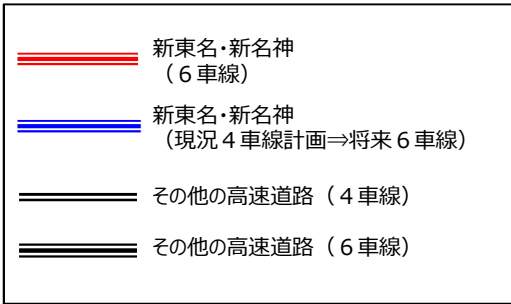 新東名・新名神
（６車線）
新東名・新名神
（現況４車線計画⇒将来６車線）
その他の高速道路（４車線）
その他の高速道路（６車線）